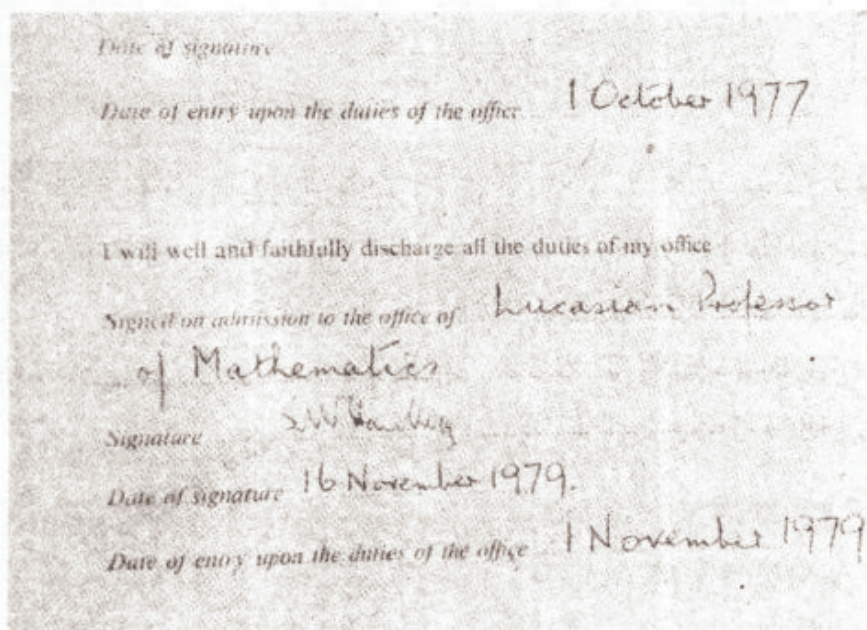 Date of signature
Date of entry upon the duties of the office 1 October 1977
I will well and faithfully discharge all the duties of my office
Signed on admission to the office of Lucasian Professor
of Mathematics
Signature S.W. Hawking
Date of signature 16 November 1979.
Date of entry upon the duties of the office 1 November 1979